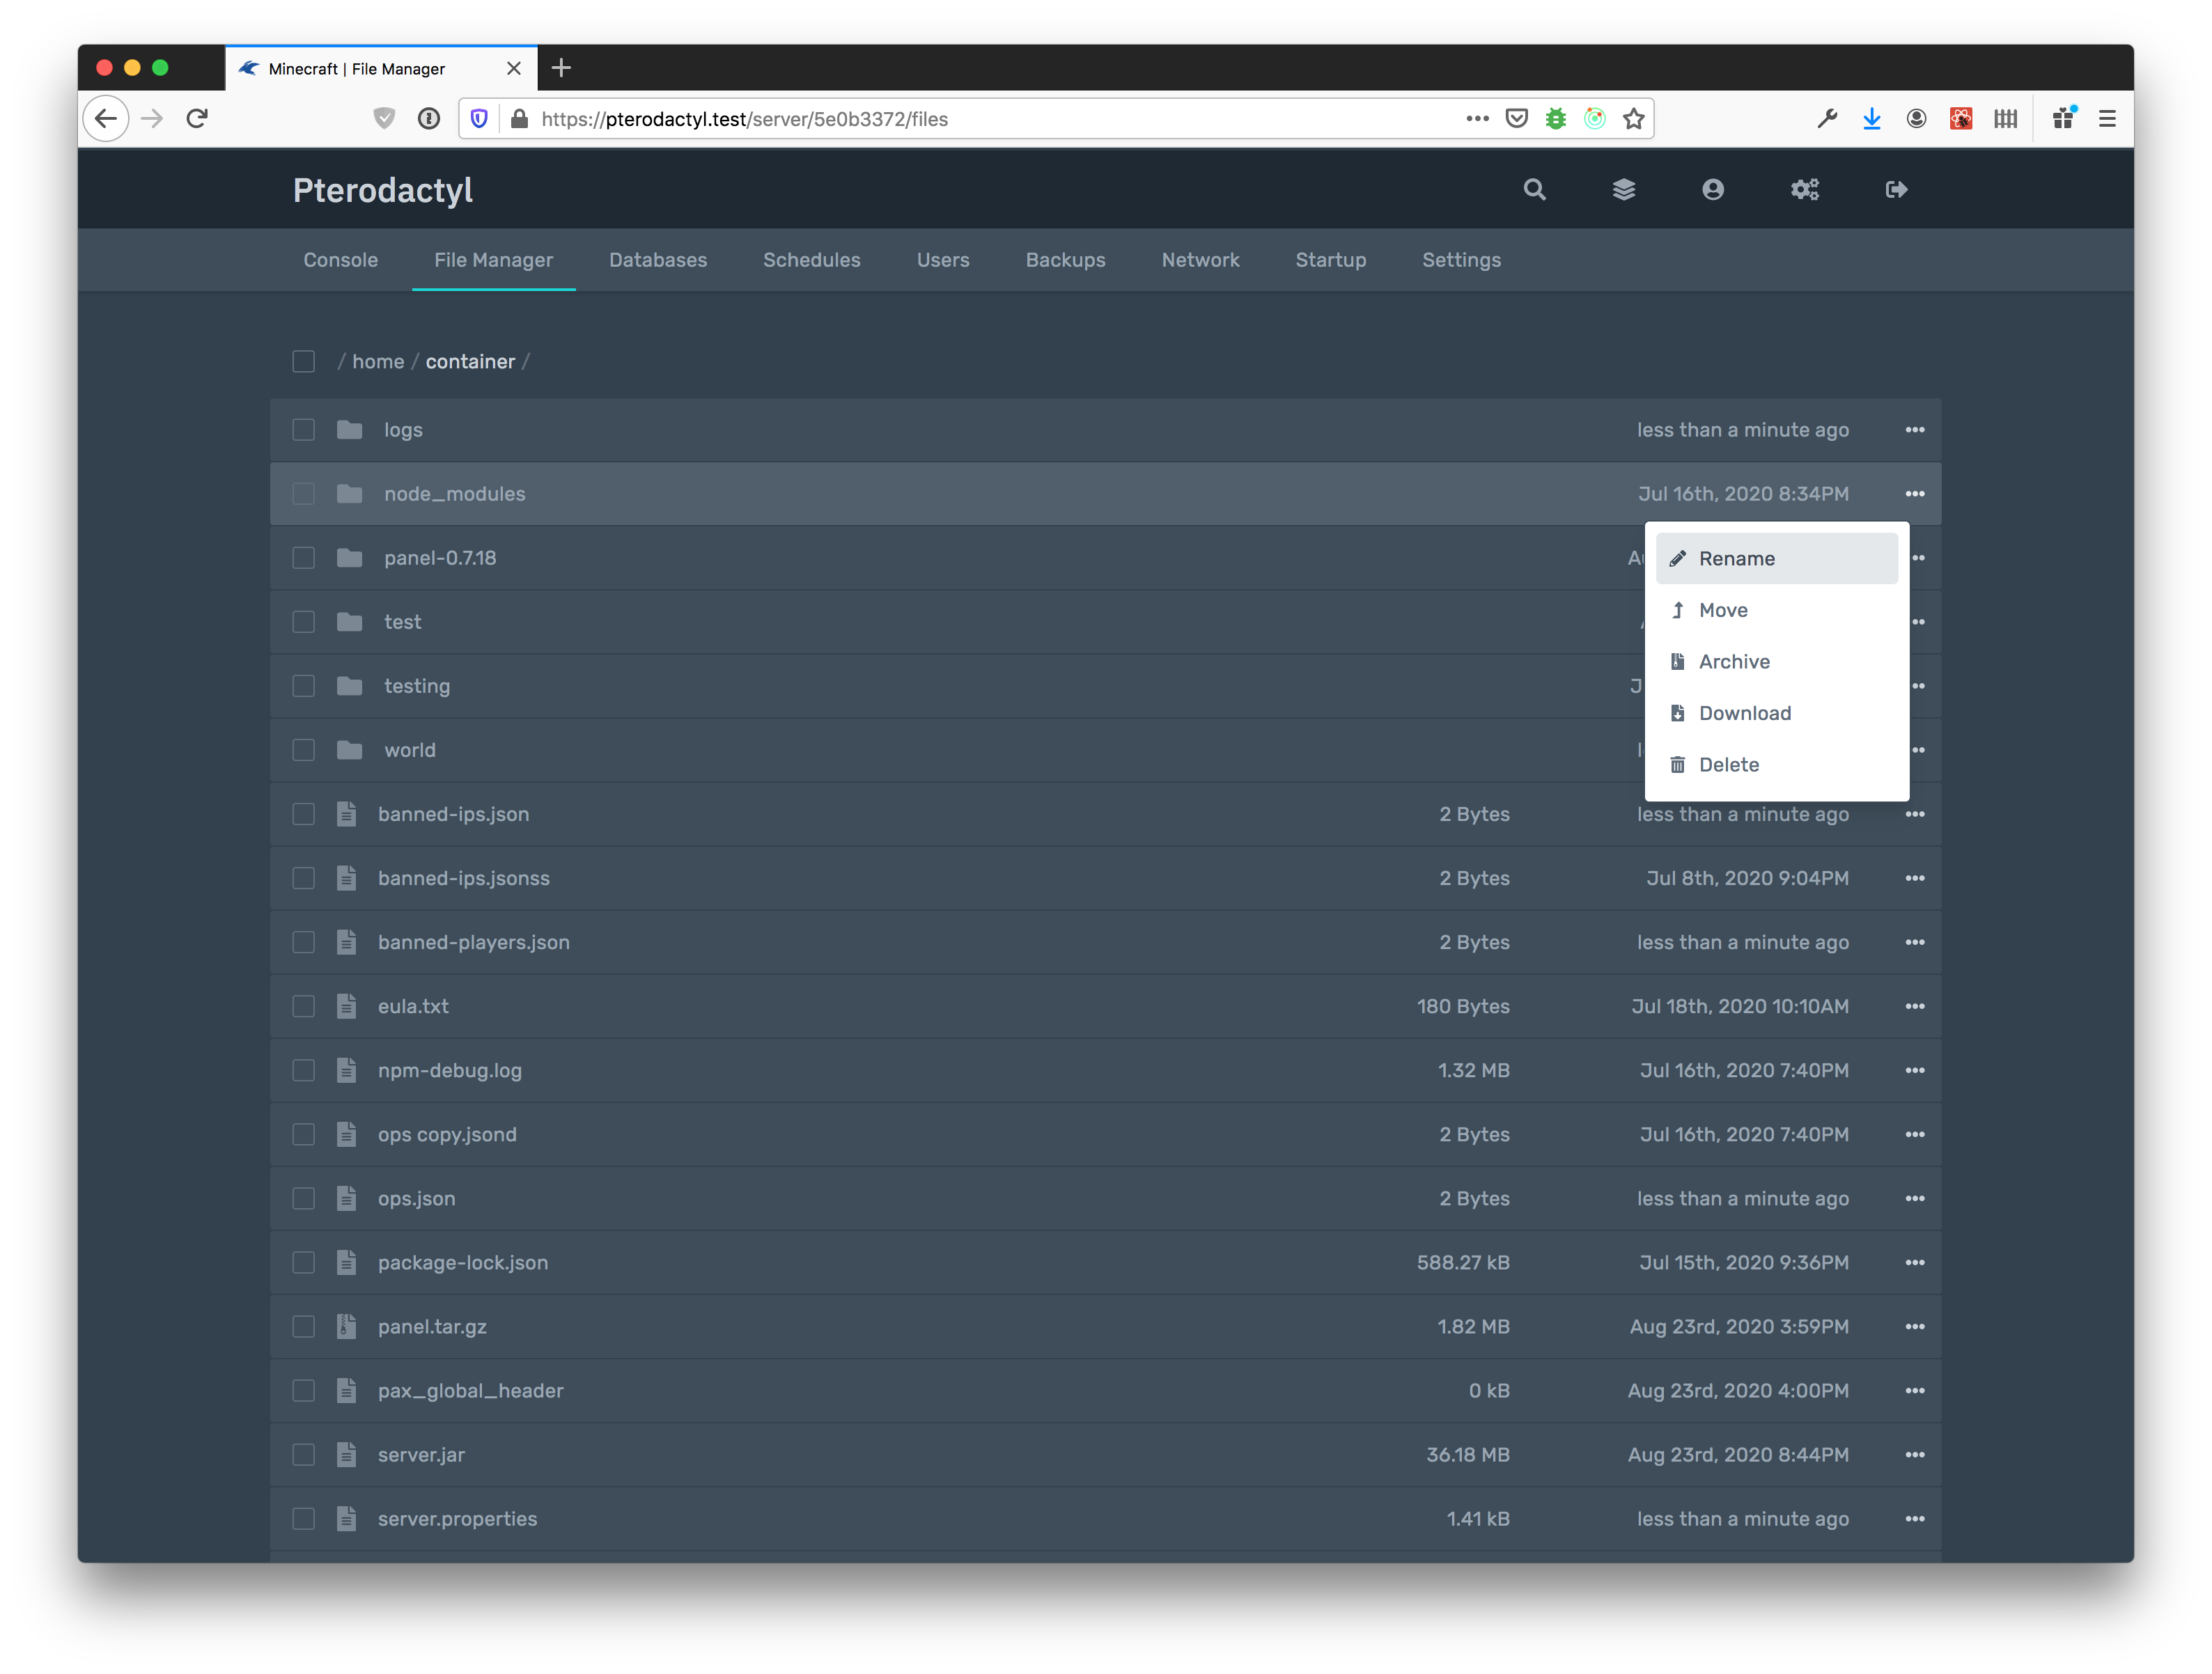 Minecraft | File Manager
https://pterodactyl.test/server/5e0b3372/files
Pterodactyl
Console File Manager Databases Schedules Users Backups Network Startup Settings
/ home / container /
logs less than a minute ago
node_modules Jul 16th, 2020 8:34PM
panel-0.7.18
Rename
test
Move
Archive
testing
Download
world
Delete
banned-ips.json 2 Bytes less than a minute ago
banned-ips.jsonss 2 Bytes Jul 8th, 2020 9:04PM
banned-players.json 2 Bytes less than a minute ago
eula.txt 180 Bytes Jul 18th, 2020 10:10AM
npm-debug.log 1.32 MB Jul 16th, 2020 7:40PM
ops copy.jsond 2 Bytes Jul 16th, 2020 7:40PM
ops.json 2 Bytes less than a minute ago
package-lock.json 588.27 kB Jul 15th, 2020 9:36PM
panel.tar.gz 1.82 MB Aug 23rd, 2020 3:59PM
pax_global_header 0 kB Aug 23rd, 2020 4:00PM
server.jar 36.18 MB Aug 23rd, 2020 8:44PM
server.properties 1.41 kB less than a minute ago